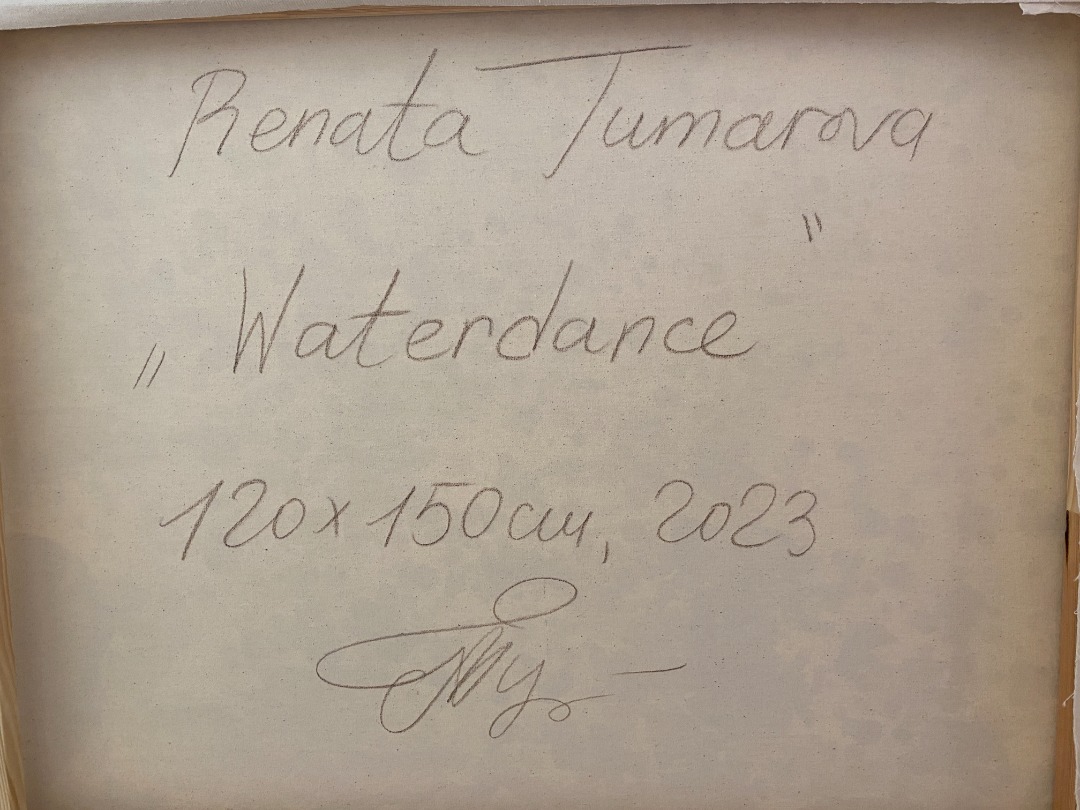 Renata Tumarova
„Waterdance"
120x150cm, 2023